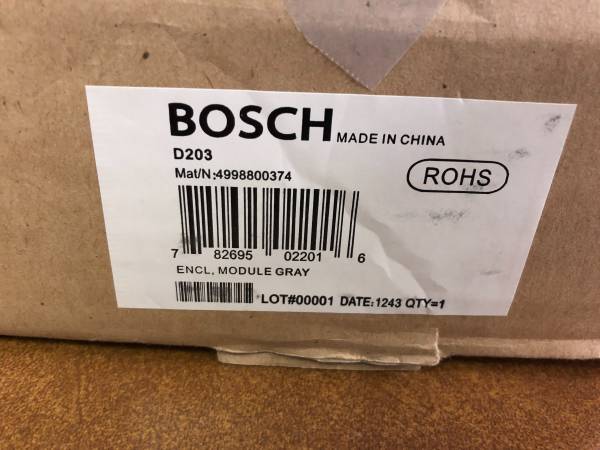 BOSCH MADE IN CHINA
D203
Mat/N:4998800374
ROHS
7 82695 02201 6
ENCL, MODULE GRAY
LOT#00001 DATE:1243 QTY=1